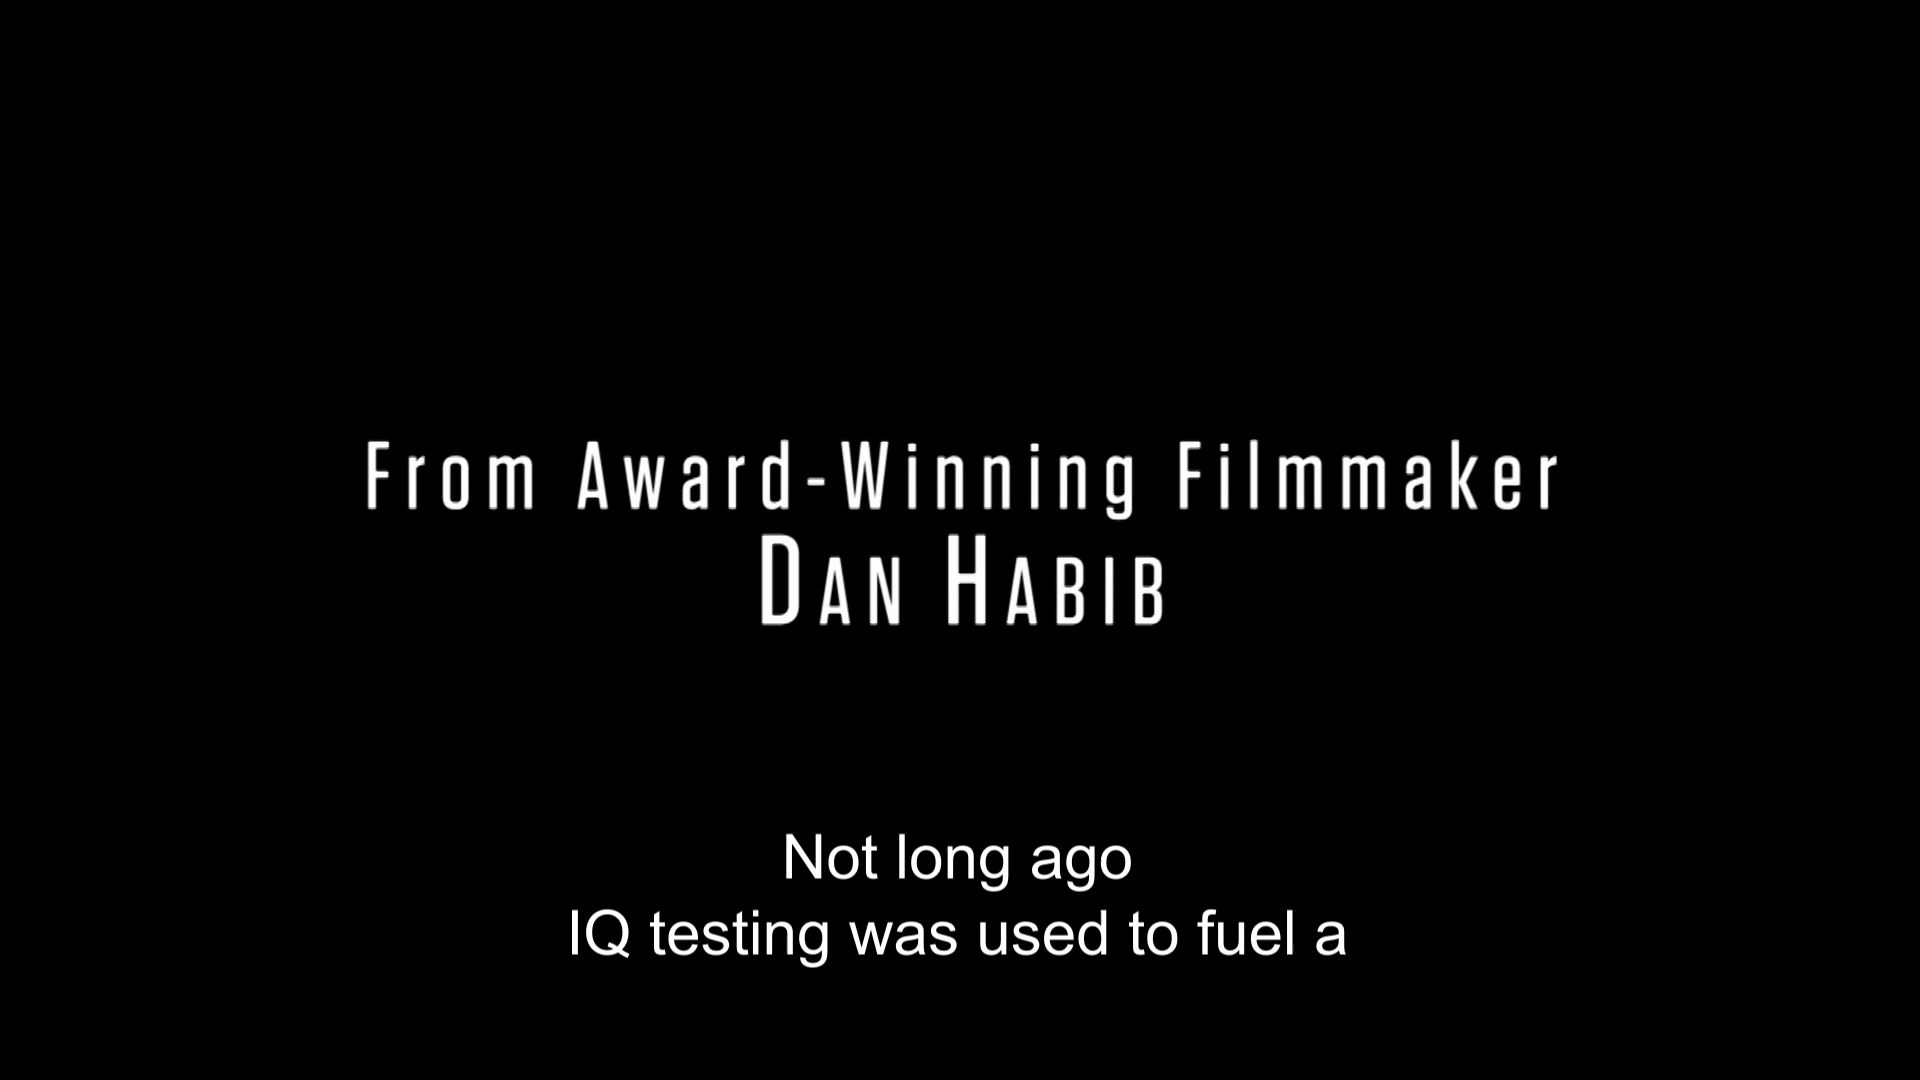 From Award-Winning Filmmaker
DAN HABIB
Not long ago
IQ testing was used to fuel a